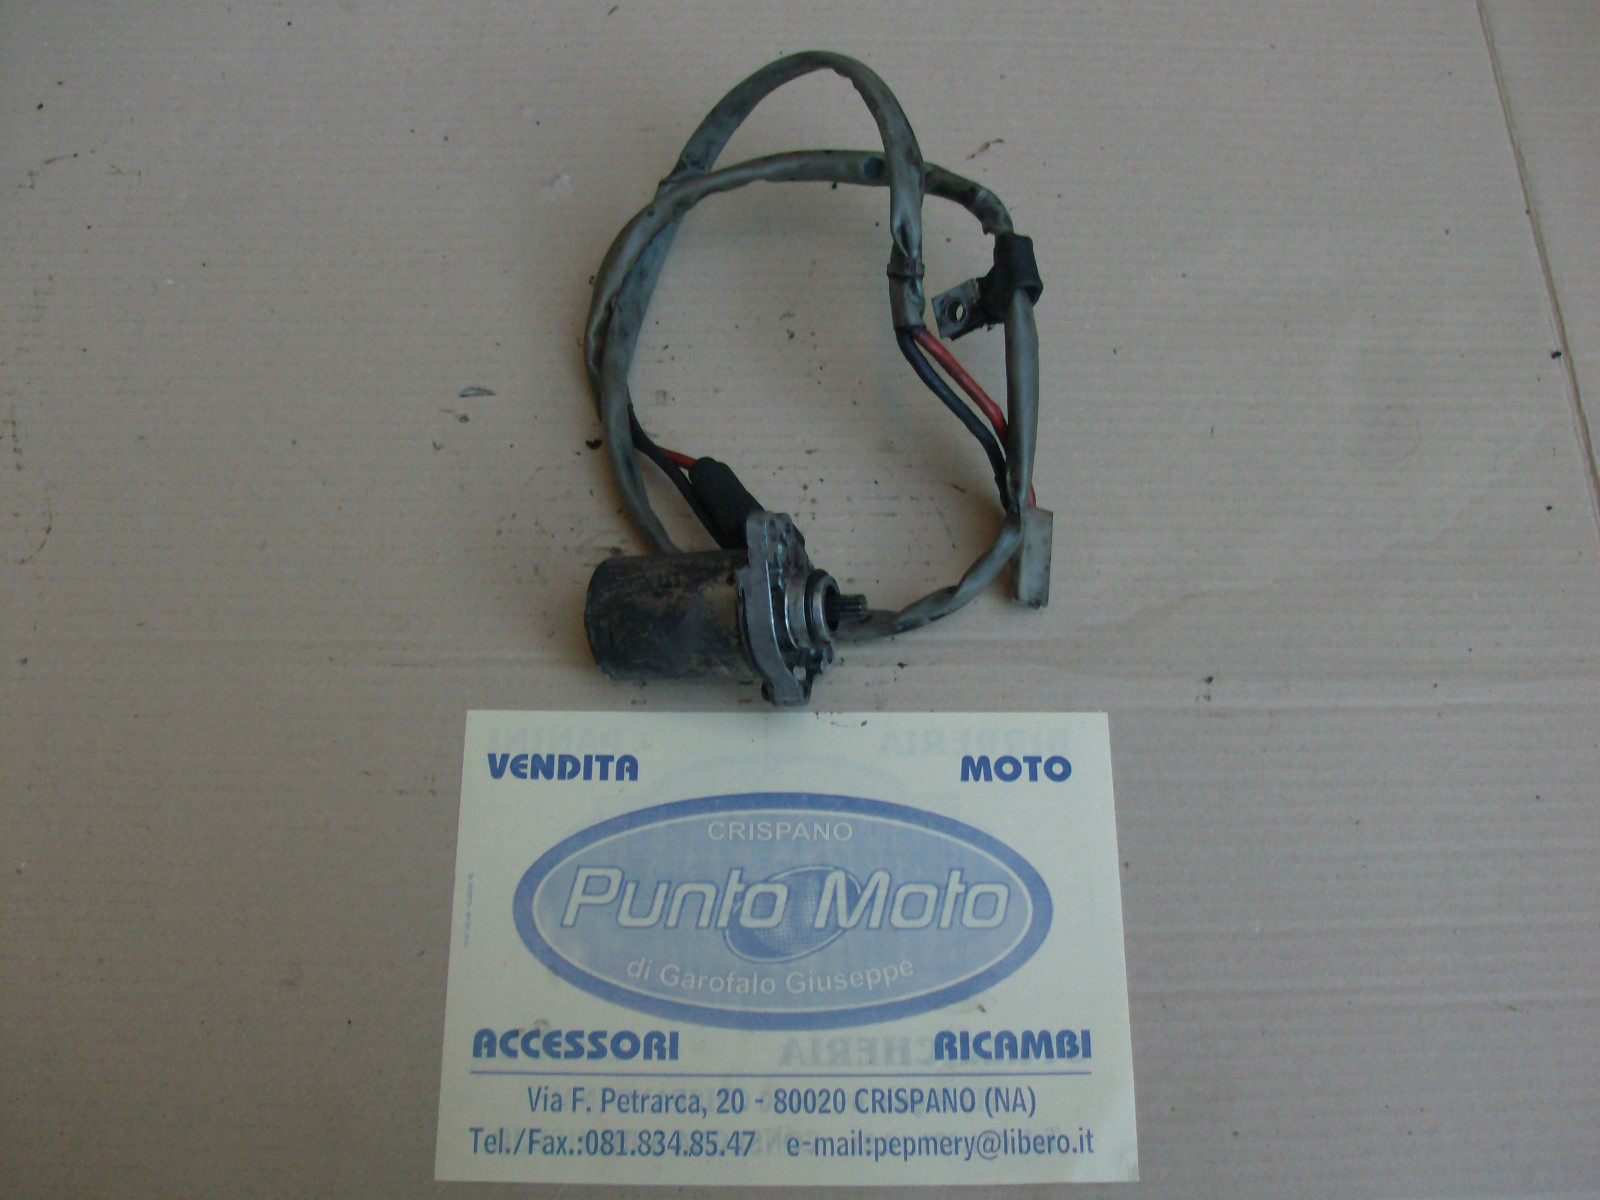 VENDITA MOTO
CRISPANO
Punto Moto
di Garofalo Giuseppe
ACCESSORI RICAMBI
Via F. Petrarca, 20 - 80020 CRISPANO (NA)
Tel./Fax.:081.834.85.47 e-mail:pepmery@libero.it